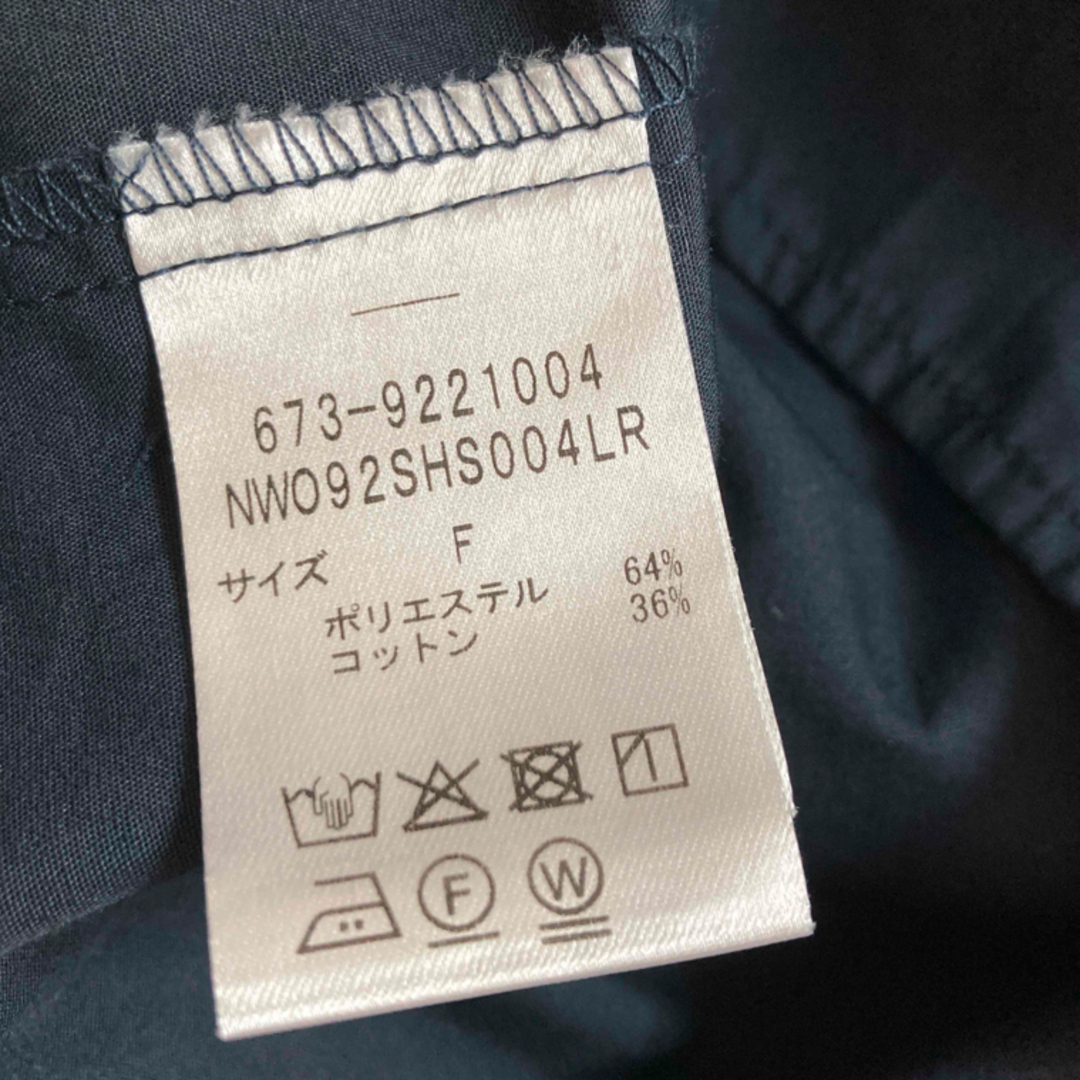 673-9221004
NW092SHS004LR
サイズ F
ポリエステル 64%
コットン 36%
F W